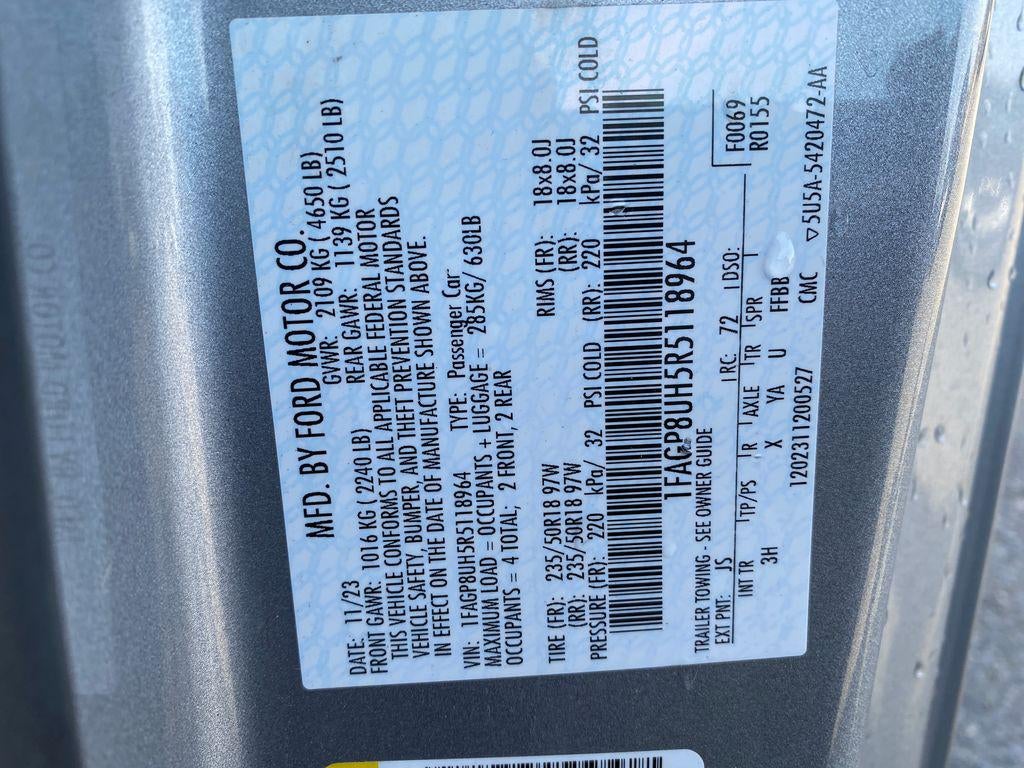 MFD. BY FORD MOTOR CO.
DATE: 11/23 GVWR: 2109 KG ( 4650 LB)
FRONT GAWR: 1016 KG ( 2240 LB) REAR GAWR: 1139 KG ( 2510 LB)
THIS VEHICLE CONFORMS TO ALL APPLICABLE FEDERAL MOTOR
VEHICLE SAFETY, BUMPER, AND THEFT PREVENTION STANDARDS
IN EFFECT ON THE DATE OF MANUFACTURE SHOWN ABOVE.
VIN: 1FAGP8UH5R5118964 TYPE: Passenger Car
MAXIMUM LOAD = OCCUPANTS + LUGGAGE = 285KG/ 630LB
OCCUPANTS = 4 TOTAL; 2 FRONT, 2 REAR
TIRE (FR): 235/50R18 97W RIMS (FR): 18x8.0J
(RR): 235/50R18 97W (RR): 18x8.0J
PRESSURE (FR): 220 kPa/ 32 PSI COLD (RR): 220 kPa/ 32 PSI COLD
1FAGP8UH5R5118964
TRAILER TOWING - SEE OWNER GUIDE
F0069
EXT PNT: JS RC: 72 DSO: R0155
INT TR TP/PS R AXLE TR SPR
3H X YA U FFBB
1202311200527 CMC ▽5U5A-5420472-AA